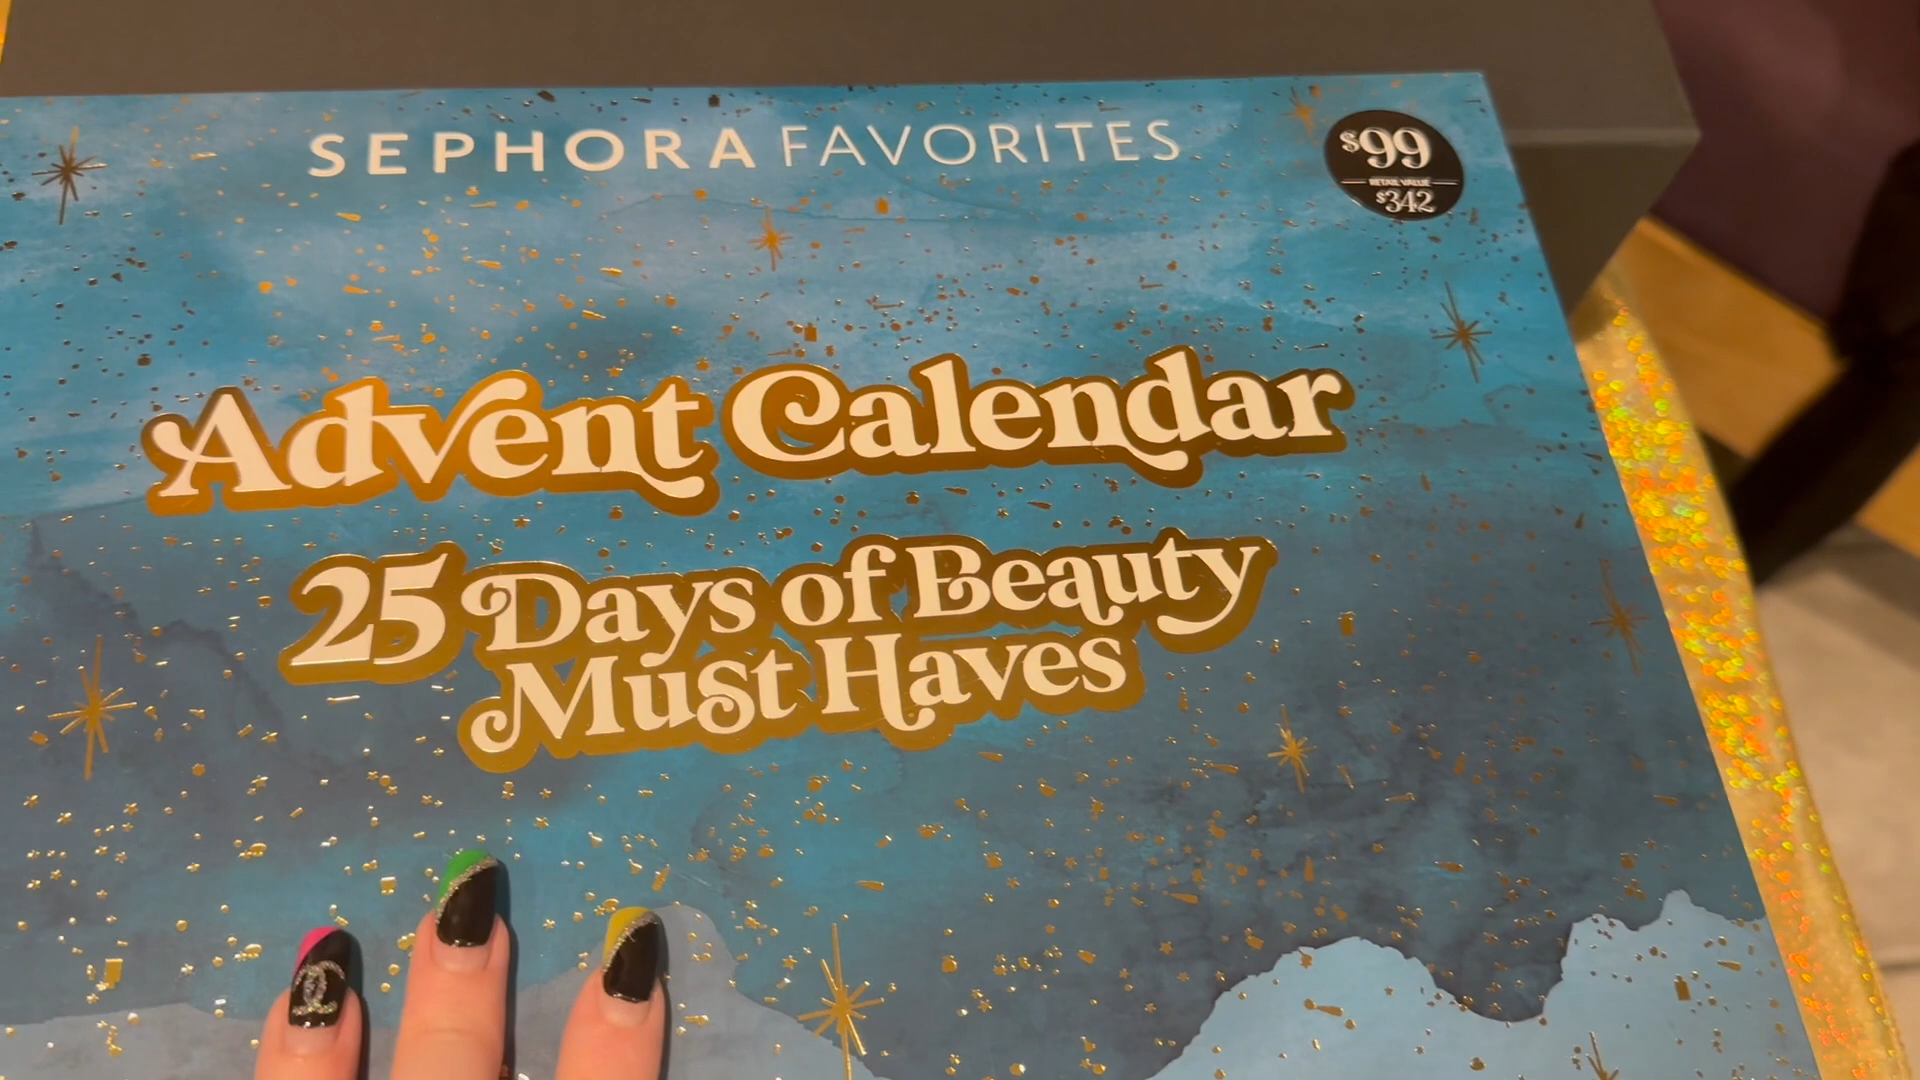 SEPHORA FAVORITES
$99
RETAIL VALUE
$342
Advent Calendar
25 Days of Beauty
Must Haves